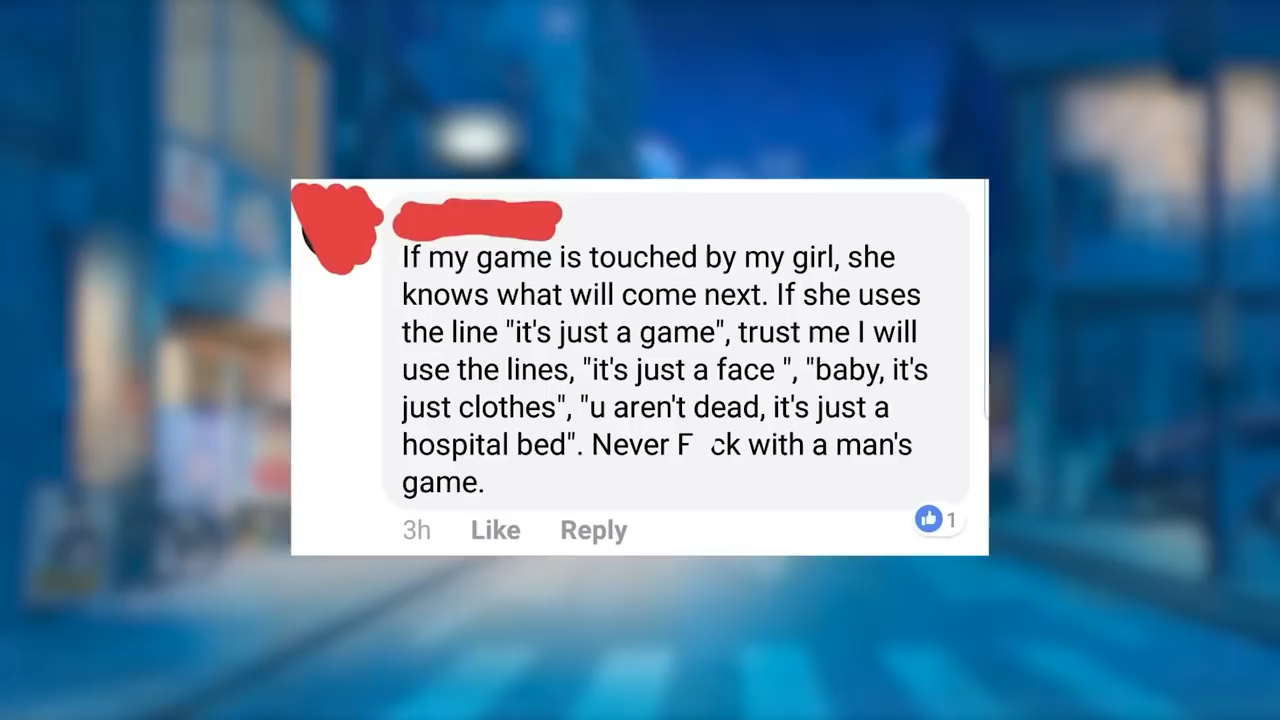 If my game is touched by my girl, she
knows what will come next. If she uses
the line "it's just a game", trust me I will
use the lines, "it's just a face ", "baby, it's
just clothes", "u aren't dead, it's just a
hospital bed". Never F  ck with a man's
game.
3h Like Reply 1